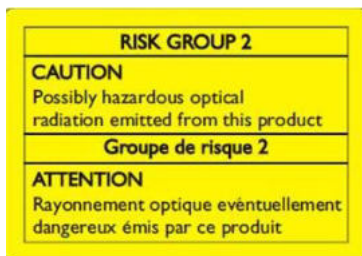 RISK GROUP 2
CAUTION
Possibly hazardous optical
radiation emitted from this product
Groupe de risque 2
ATTENTION
Rayonnement optique evéntuellement
dangereux émis par ce produit